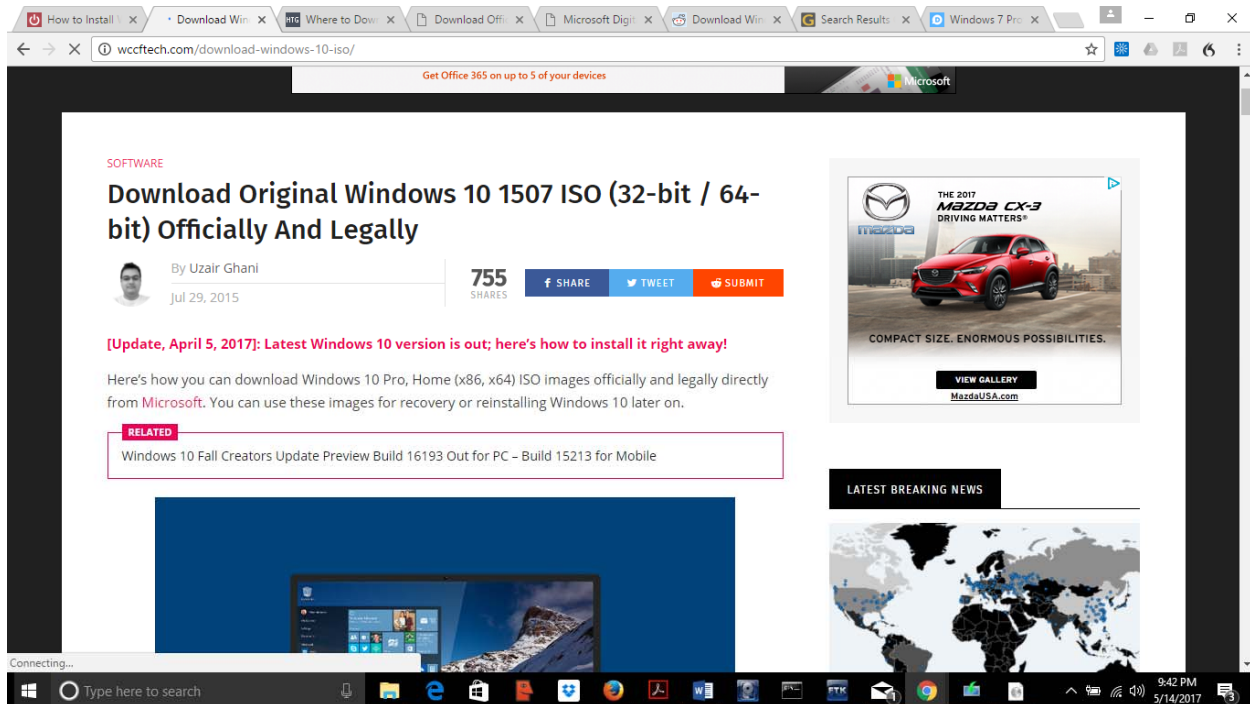 How to Install
Download Win
HTG
Where to Dow
Download Offi
Microsoft Digit
Download Win
G
Search Results
Windows 7 Pro
wccftech.com/download-windows-10-iso/
Get Office 365 on up to 5 of your devices
Microsoft
SOFTWARE
Download Original Windows 10 1507 ISO (32-bit / 64-
bit) Officially And Legally
By Uzair Ghani
Jul 29, 2015
755
SHARES
f SHARE
TWEET
SUBMIT
[Update, April 5, 2017]: Latest Windows 10 version is out; here's how to install it right away!
Here's how you can download Windows 10 Pro, Home (x86, x64) ISO images officially and legally directly
from Microsoft. You can use these images for recovery or reinstalling Windows 10 later on.
RELATED
Windows 10 Fall Creators Update Preview Build 16193 Out for PC – Build 15213 for Mobile
mazda
THE 2017
MAZDA CX-3
DRIVING MATTERS®
COMPACT SIZE. ENORMOUS POSSIBILITIES.
VIEW GALLERY
MazdaUSA.com
LATEST BREAKING NEWS
Connecting...
Type here to search
FTK
1
9:42 PM
5/14/2017
3